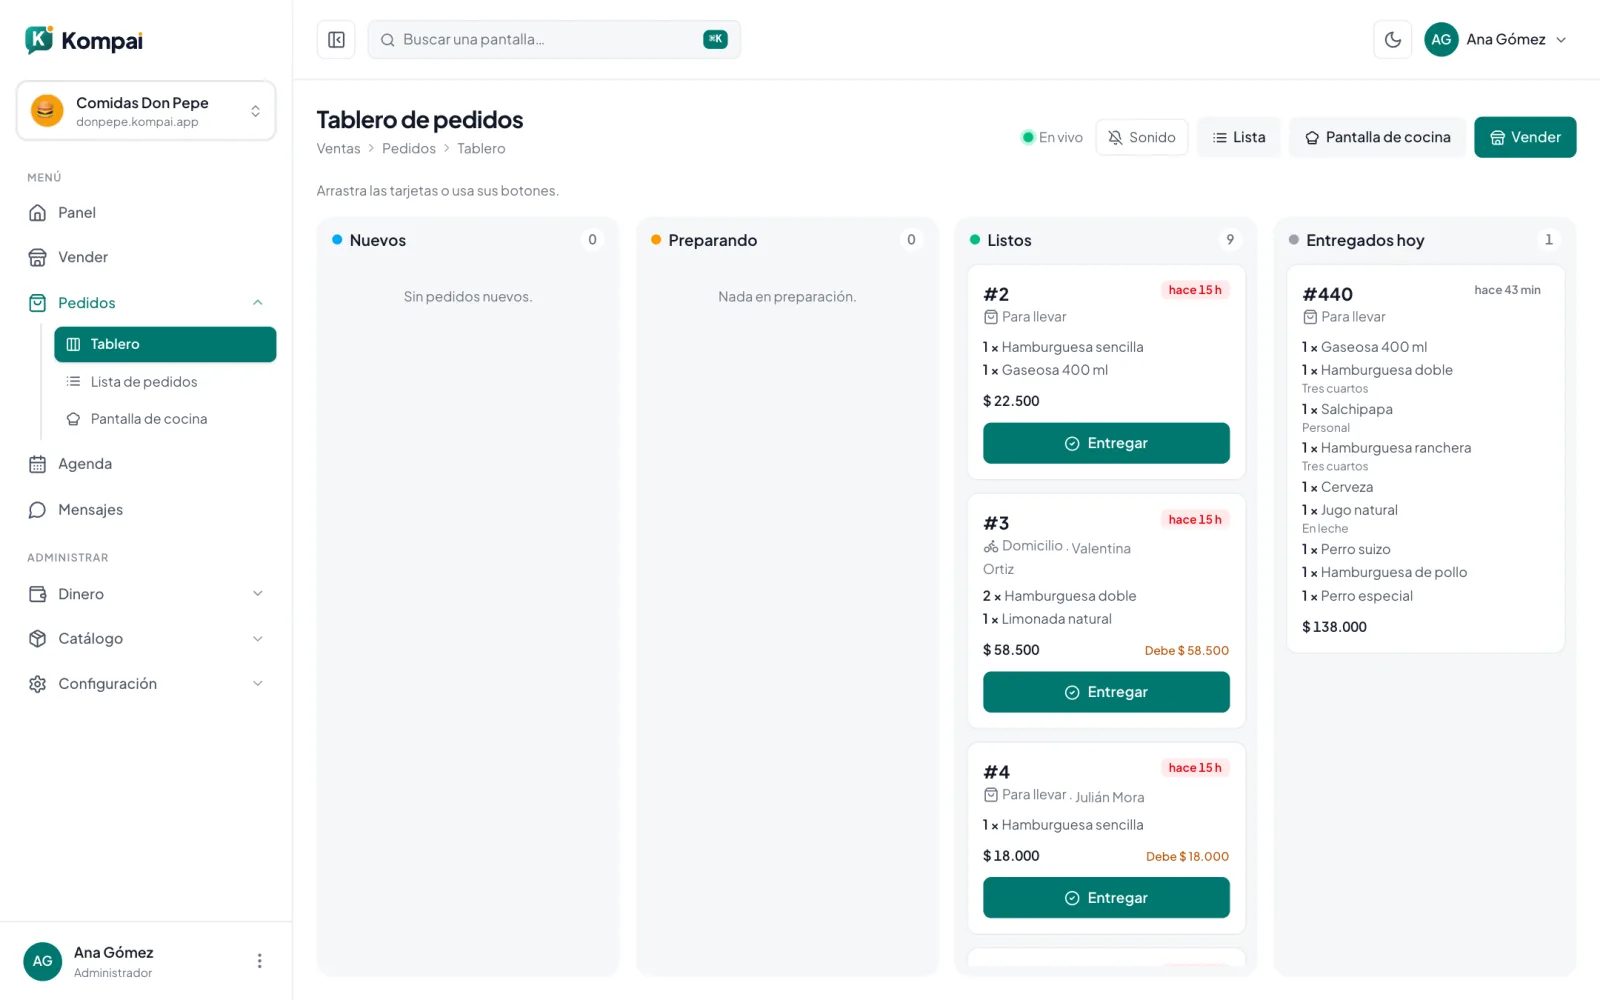 Kompai
Comidas Don Pepe
donpepe.kompai.app
MENÚ
Panel
Vender
Pedidos
Tablero
Lista de pedidos
Pantalla de cocina
Agenda
Mensajes
ADMINISTRAR
Dinero
Catálogo
Configuración
AG
Ana Gómez
Administrador
Buscar una pantalla...
⌘K
AG Ana Gómez
Tablero de pedidos
Ventas > Pedidos > Tablero
En vivo
Sonido
Lista
Pantalla de cocina
Vender
Arrastra las tarjetas o usa sus botones.
Nuevos 0
Sin pedidos nuevos.
Preparando 0
Nada en preparación.
Listos 9
#2 hace 15 h
Para llevar
1 × Hamburguesa sencilla
1 × Gaseosa 400 ml
$ 22.500
Entregar
#3 hace 15 h
Domicilio . Valentina
Ortiz
2 × Hamburguesa doble
1 × Limonada natural
$ 58.500 Debe $ 58.500
Entregar
#4 hace 15 h
Para llevar . Julián Mora
1 × Hamburguesa sencilla
$ 18.000 Debe $ 18.000
Entregar
Entregados hoy 1
#440 hace 43 min
Para llevar
1 × Gaseosa 400 ml
1 × Hamburguesa doble
Tres cuartos
1 × Salchipapa
Personal
1 × Hamburguesa ranchera
Tres cuartos
1 × Cerveza
1 × Jugo natural
En leche
1 × Perro suizo
1 × Hamburguesa de pollo
1 × Perro especial
$ 138.000